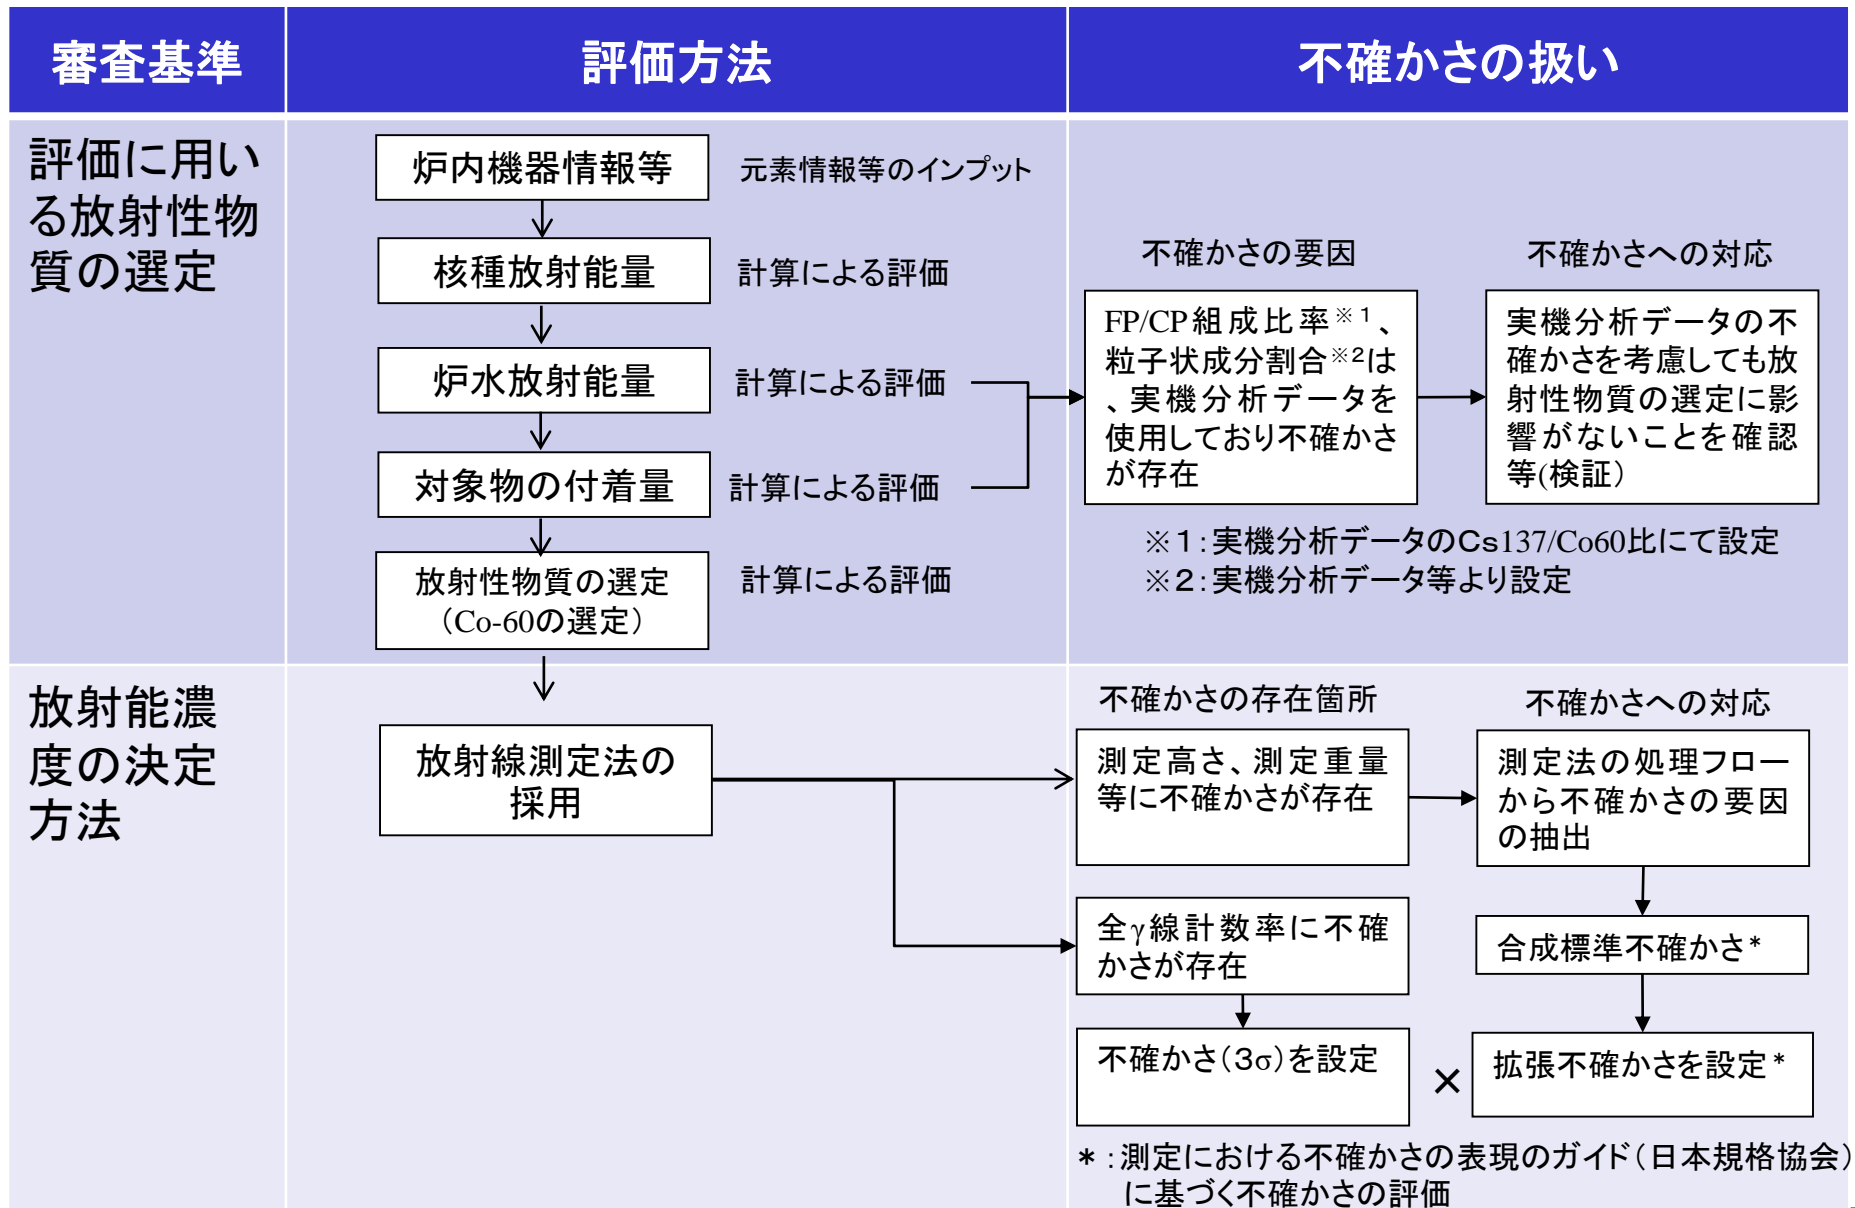 審査基準
評価方法
不確かさの扱い
評価に用い
る放射性物
質の選定
炉内機器情報等
元素情報等のインプット
核種放射能量
計算による評価
炉水放射能量
計算による評価
対象物の付着量
計算による評価
放射性物質の選定
（Co-60の選定）
計算による評価
不確かさの要因
FP/CP組成比率※１、
粒子状成分割合※２は
、実機分析データを
使用しており不確かさ
が存在
不確かさへの対応
実機分析データの不
確かさを考慮しても放
射性物質の選定に影
響がないことを確認
等(検証）
※１：実機分析データのＣｓ137/Co60比にて設定
※２：実機分析データ等より設定
放射能濃
度の決定
方法
放射線測定法の
採用
不確かさの存在箇所
測定高さ、測定重量
等に不確かさが存在
不確かさへの対応
測定法の処理フロー
から不確かさの要因
の抽出
全γ線計数率に不確
かさが存在
合成標準不確かさ*
不確かさ（３σ）を設定
×
拡張不確かさを設定*
*：測定における不確かさの表現のガイド（日本規格協会）
に基づく不確かさの評価